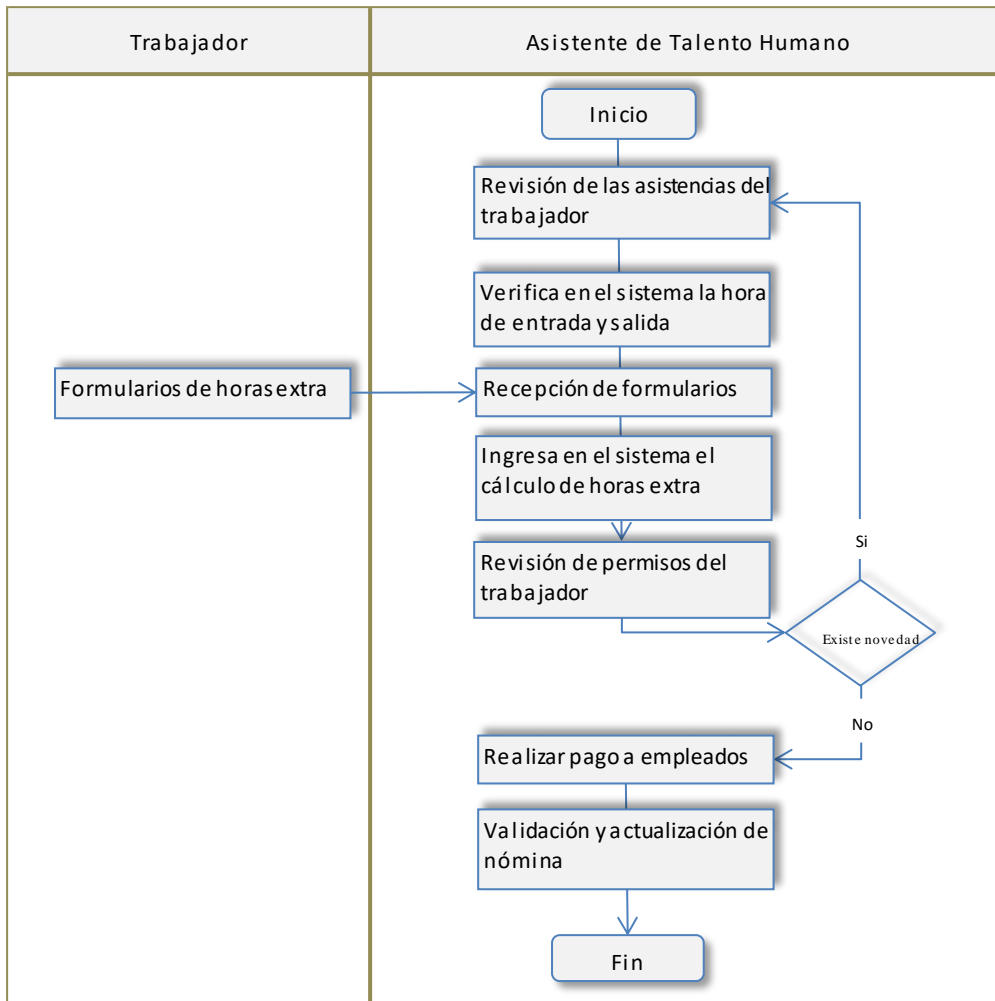 Trabajador
Asistente de Talento Humano
Inicio
Revisión de las asistencias del
trabajador
Verifica en el sistema la hora
de entrada y salida
Formularios de horas extra
Recepción de formularios
Ingresa en el sistema el
cálculo de horas extra
Si
Revisión de permisos del
trabajador
Existe novedad
No
Realizar pago a empleados
Validación y actualización de
nómina
Fin